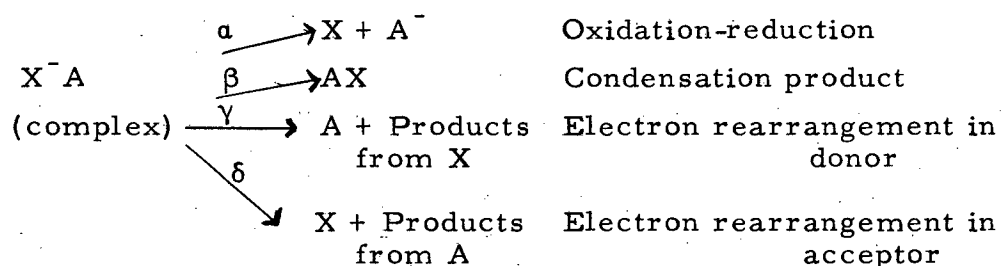 α X + A⁻ Oxidation-reduction
X⁻A β AX Condensation product
(complex) γ A + Products Electron rearrangement in
from X donor
δ X + Products Electron rearrangement in
from A acceptor